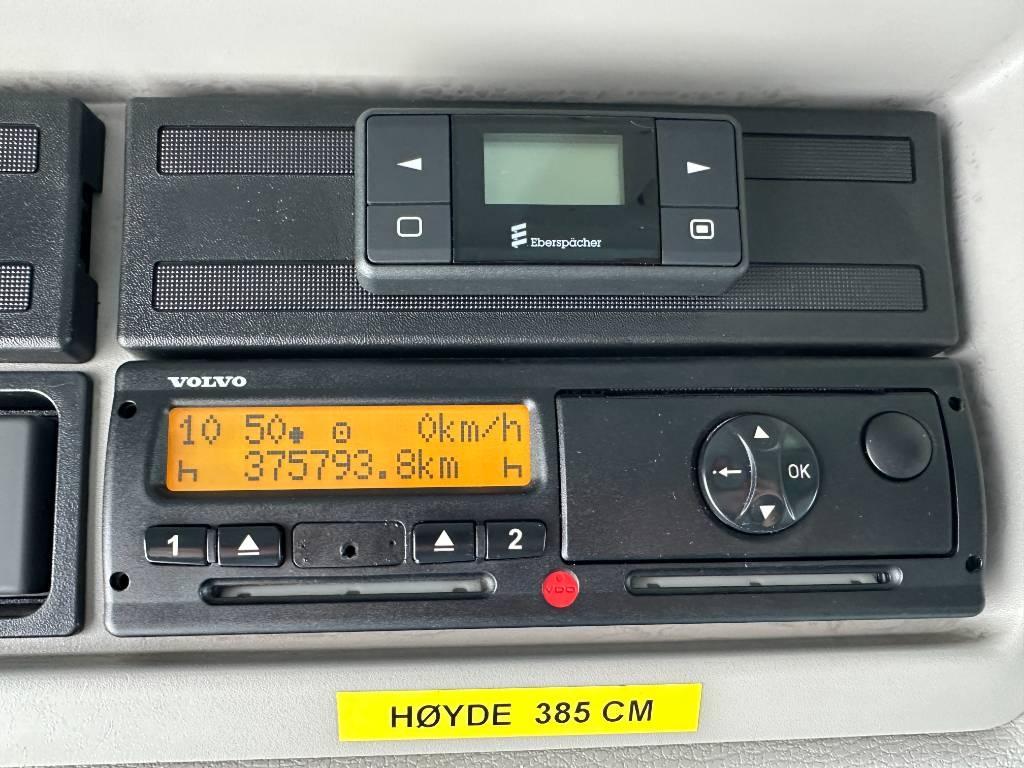 Eberspächer
VOLVO
10 50 0km/h
375793.8km
1 2
OK
VDO
HØYDE 385 CM